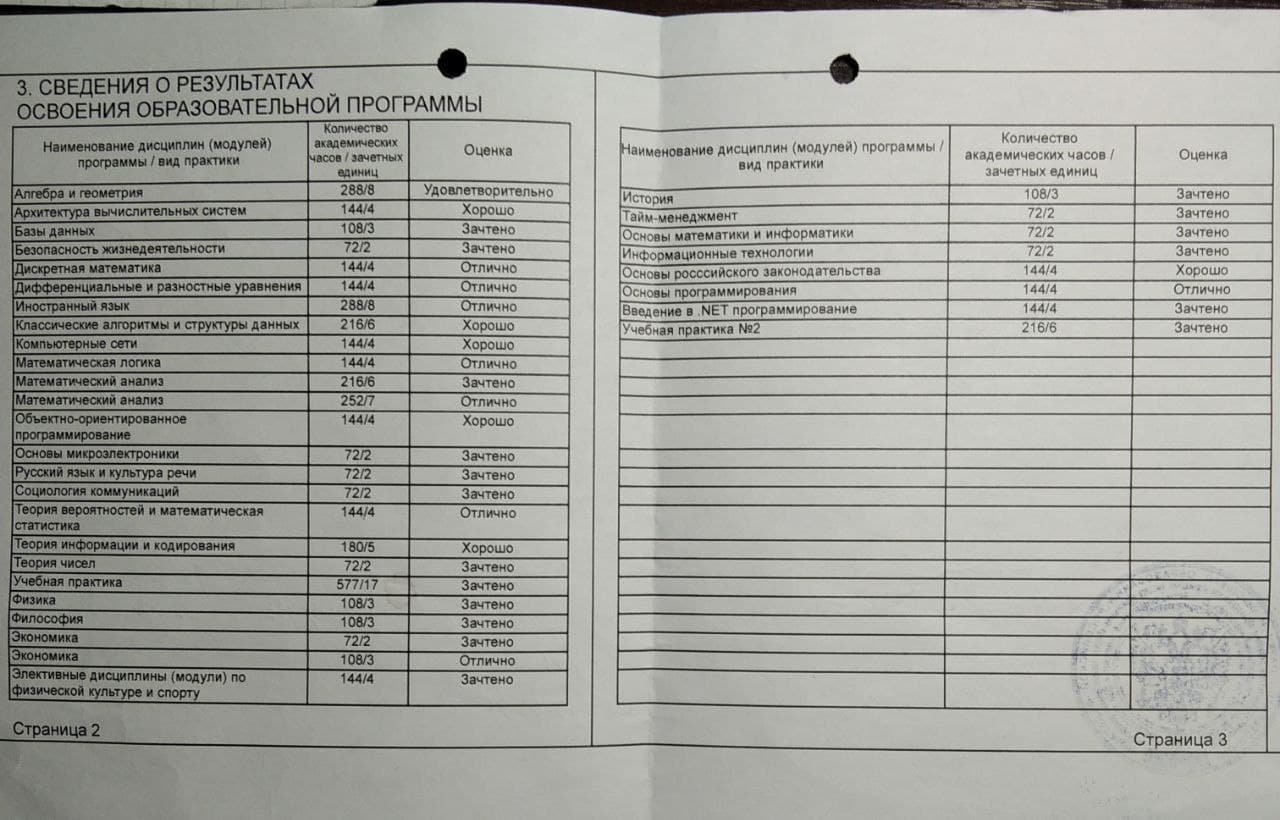 3. СВЕДЕНИЯ О РЕЗУЛЬТАТАХ
ОСВОЕНИЯ ОБРАЗОВАТЕЛЬНОЙ ПРОГРАММЫ
Наименование дисциплин (модулей)
программы / вид практики
Количество
академических
часов / зачетных
единиц
Оценка
Алгебра и геометрия 288/8 Удовлетворительно
Архитектура вычислительных систем 144/4 Хорошо
Базы данных 108/3 Зачтено
Безопасность жизнедеятельности 72/2 Зачтено
Дискретная математика 144/4 Отлично
Дифференциальные и разностные уравнения 144/4 Отлично
Иностранный язык 288/8 Отлично
Классические алгоритмы и структуры данных 216/6 Хорошо
Компьютерные сети 144/4 Хорошо
Математическая логика 144/4 Отлично
Математический анализ 216/6 Зачтено
Математический анализ 252/7 Отлично
Объектно-ориентированное 144/4 Хорошо
программирование
Основы микроэлектроники 72/2 Зачтено
Русский язык и культура речи 72/2 Зачтено
Социология коммуникаций 72/2 Зачтено
Теория вероятностей и математическая 144/4 Отлично
статистика
Теория информации и кодирования 180/5 Хорошо
Теория чисел 72/2 Зачтено
Учебная практика 577/17 Зачтено
Физика 108/3 Зачтено
Философия 108/3 Зачтено
Экономика 72/2 Зачтено
Экономика 108/3 Отлично
Элективные дисциплины (модули) по 144/4 Зачтено
физической культуре и спорту
Страница 2
Наименование дисциплин (модулей) программы /
вид практики
Количество
академических часов /
зачетных единиц
Оценка
История 108/3 Зачтено
Тайм-менеджмент 72/2 Зачтено
Основы математики и информатики 72/2 Зачтено
Информационные технологии 72/2 Зачтено
Основы росссийского законодательства 144/4 Хорошо
Основы программирования 144/4 Отлично
Введение в .NET программирование 144/4 Зачтено
Учебная практика №2 216/6 Зачтено
Страница 3